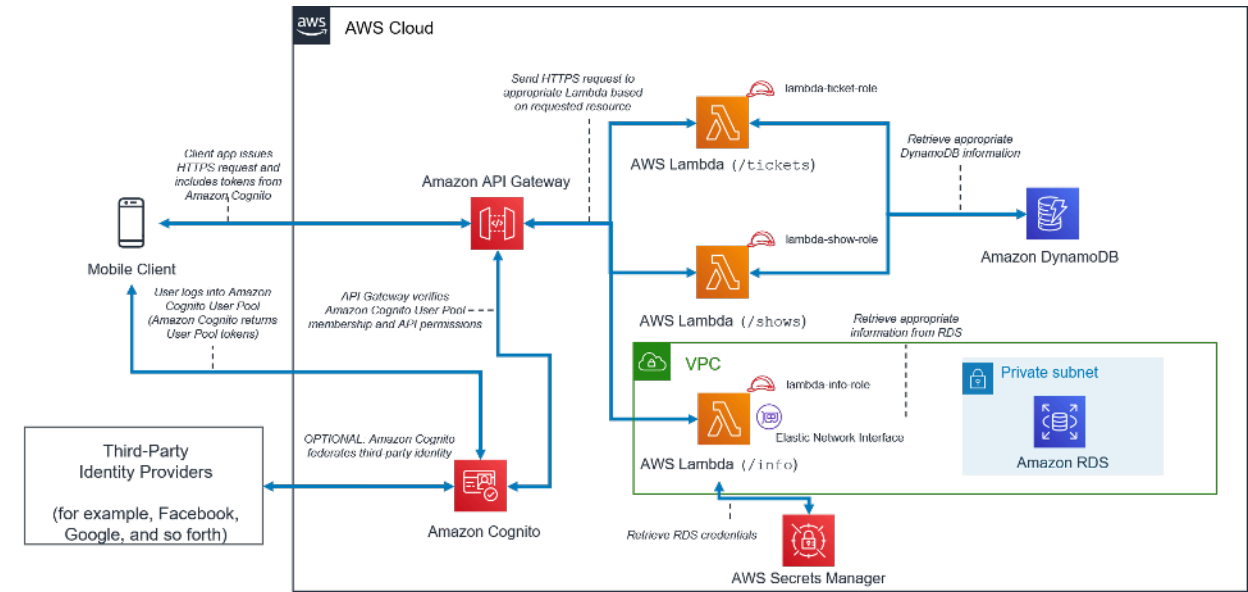 aws
AWS Cloud
Send HTTPS request to
appropriate Lambda based
on requested resource
lambda-ticket-role
AWS Lambda (/tickets)
Retrieve appropriate
DynamoDB information
Client app issues
HTTPS request and
includes tokens from
Amazon Cognito
Amazon API Gateway
Mobile Client
lambda-show-role
AWS Lambda (/shows)
Amazon DynamoDB
User logs into Amazon
Cognito User Pool
(Amazon Cognito returns
User Pool tokens)
API Gateway verifies
Amazon Cognito User Pool
membership and API permissions
Retrieve appropriate
information from RDS
VPC
lambda-info-role
Elastic Network Interface
AWS Lambda (/info)
Private subnet
Amazon RDS
Third-Party
Identity Providers
(for example, Facebook,
Google, and so forth)
OPTIONAL. Amazon Cognito
federates third party identity
Amazon Cognito
Retrieve RDS credentials
AWS Secrets Manager